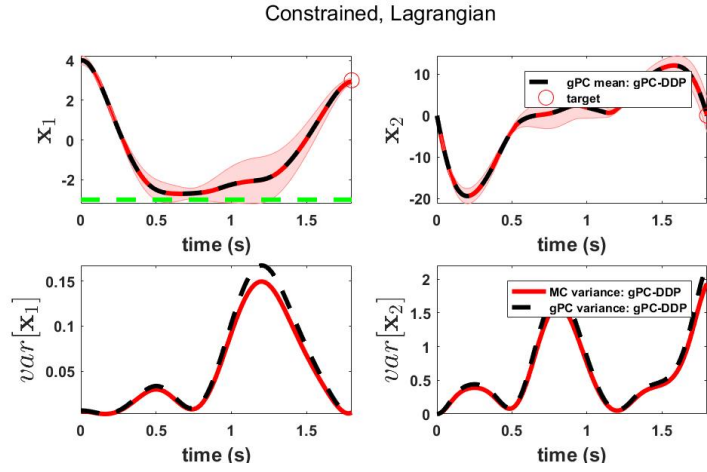 Constrained, Lagrangian
4
2
0
-2
x1
0
0.5
1
1.5
time (s)
10
0
-10
-20
x2
gPC mean: gPC-DDP
target
0
0.5
1
1.5
time (s)
0.15
0.1
0.05
var[x1]
0
0.5
1
1.5
time (s)
2
1.5
1
0.5
0
var[x2]
MC variance: gPC-DDP
gPC variance: gPC-DDP
0
0.5
1
1.5
time (s)